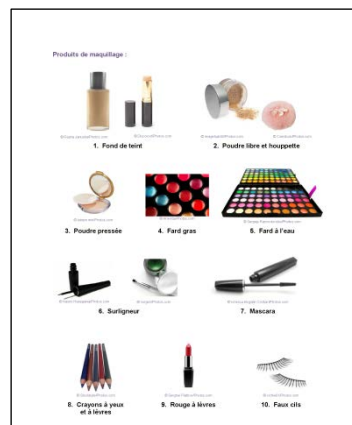 Produits de maquillage :
1. Fond de teint
2. Poudre libre et houppette
3. Poudre pressée
4. Fard gras
5. Fard à l'eau
6. Surligneur
7. Mascara
8. Crayons à yeux
et à lèvres
9. Rouge à lèvres
10. Faux cils